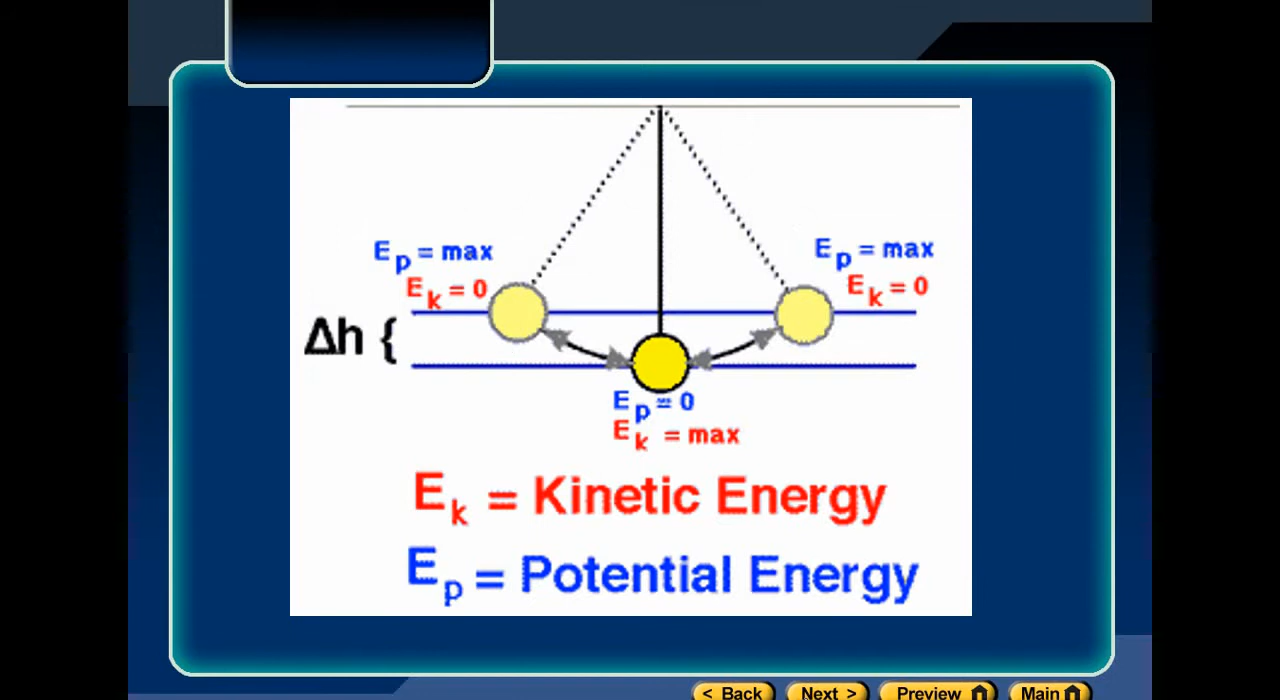 Ep = max
Ek = 0
Ep = max
Ek = 0
Δh {
Ep = 0
Ek = max
Ek = Kinetic Energy
Ep = Potential Energy
< Back
Next >
Preview
Main